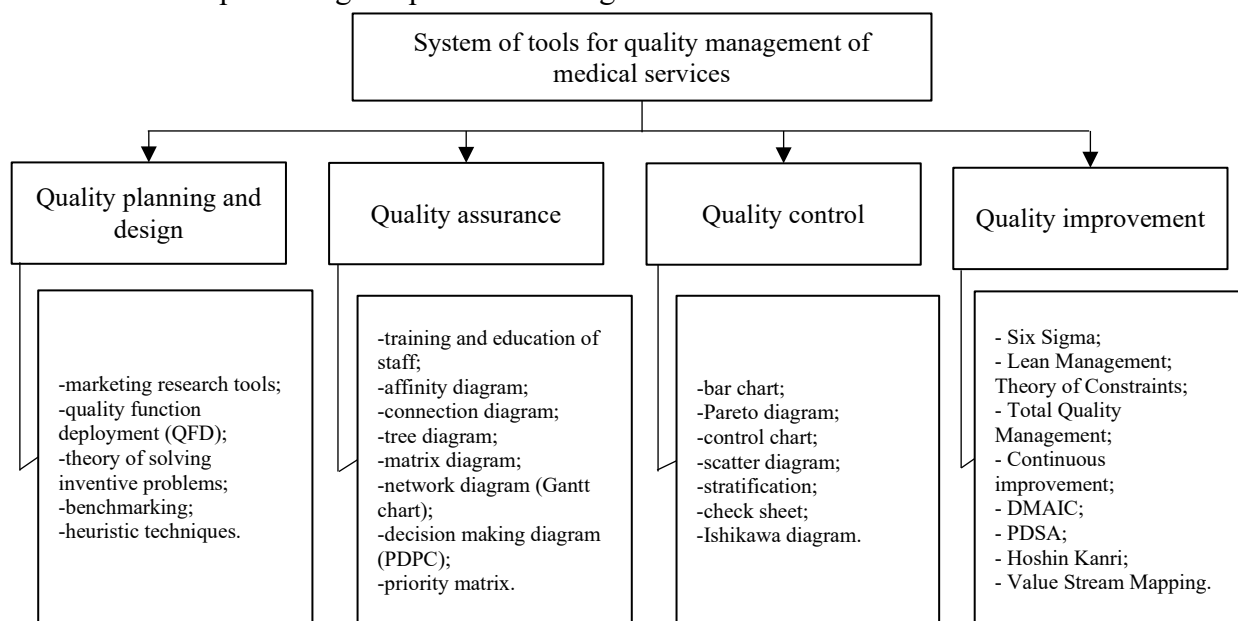 System of tools for quality management of
medical services
Quality planning and
design
Quality assurance
Quality control
Quality improvement
-marketing research tools;
-quality function
deployment (QFD);
-theory of solving
inventive problems;
-benchmarking;
-heuristic techniques.
-training and education of
staff;
-affinity diagram;
-connection diagram;
-tree diagram;
-matrix diagram;
-network diagram (Gantt
chart);
-decision making diagram
(PDPC);
-priority matrix.
-bar chart;
-Pareto diagram;
-control chart;
-scatter diagram;
-stratification;
-check sheet;
-Ishikawa diagram.
- Six Sigma;
- Lean Management;
Theory of Constraints;
- Total Quality
Management;
- Continuous
improvement;
- DMAIC;
- PDSA;
- Hoshin Kanri;
- Value Stream Mapping.